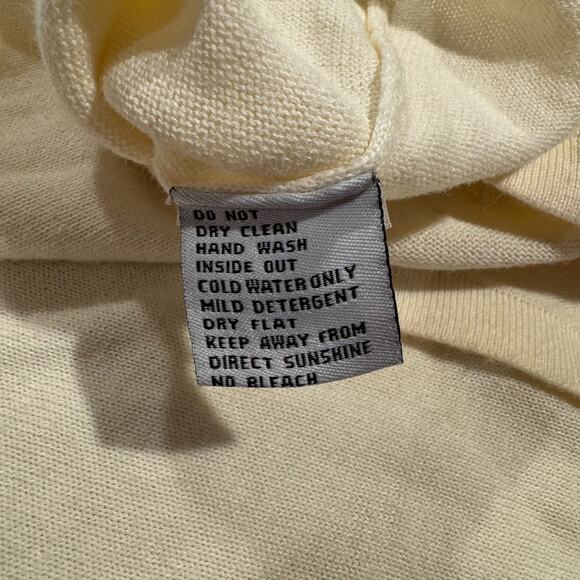 DO NOT
DRY CLEAN
HAND WASH
INSIDE OUT
COLD WATER ONLY
MILD DETERGENT
DRY FLAT
KEEP AWAY FROM
DIRECT SUNSHINE
NO BLEACH